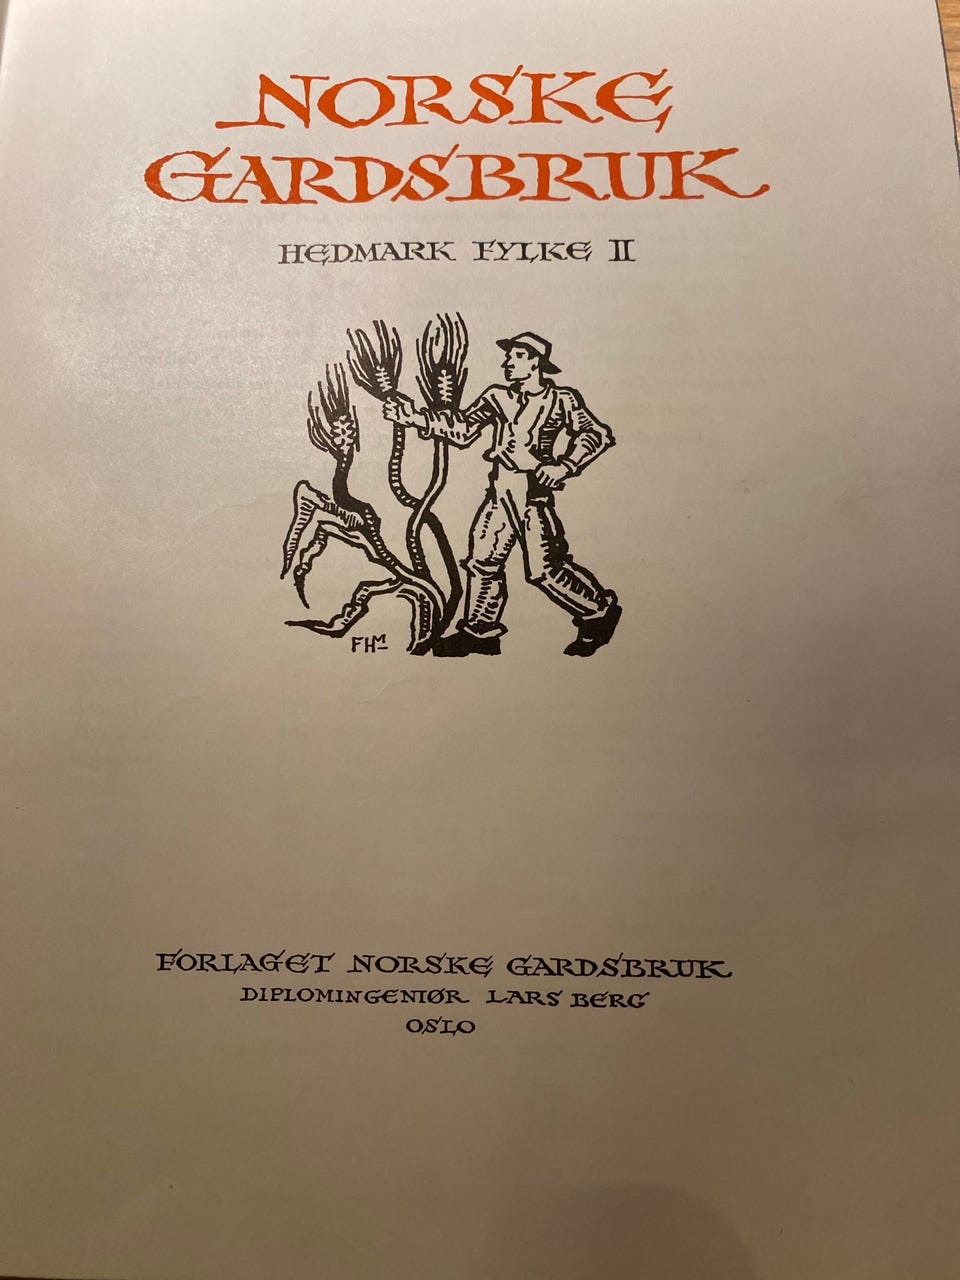 NORSKE
GARDSBRUK
HEDMARK FYLKE II
FHM
FORLAGET NORSKE GARDSBRUK
DIPLOMINGENIØR LARS BERG
OSLO